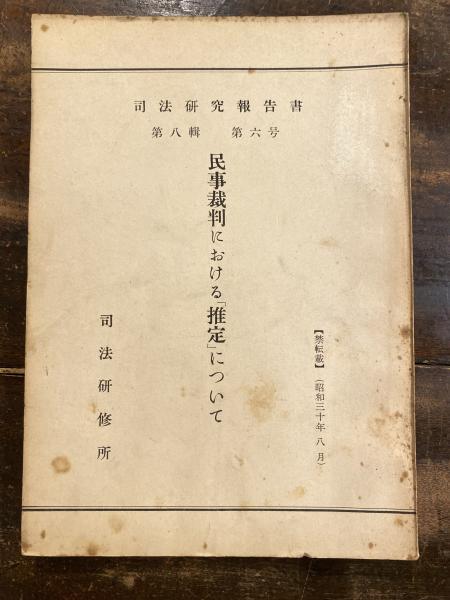 司法研究報告書
第八輯 第六号
民事裁判における「推定」について
【禁転載】(昭和三十年八月)
司法研修所